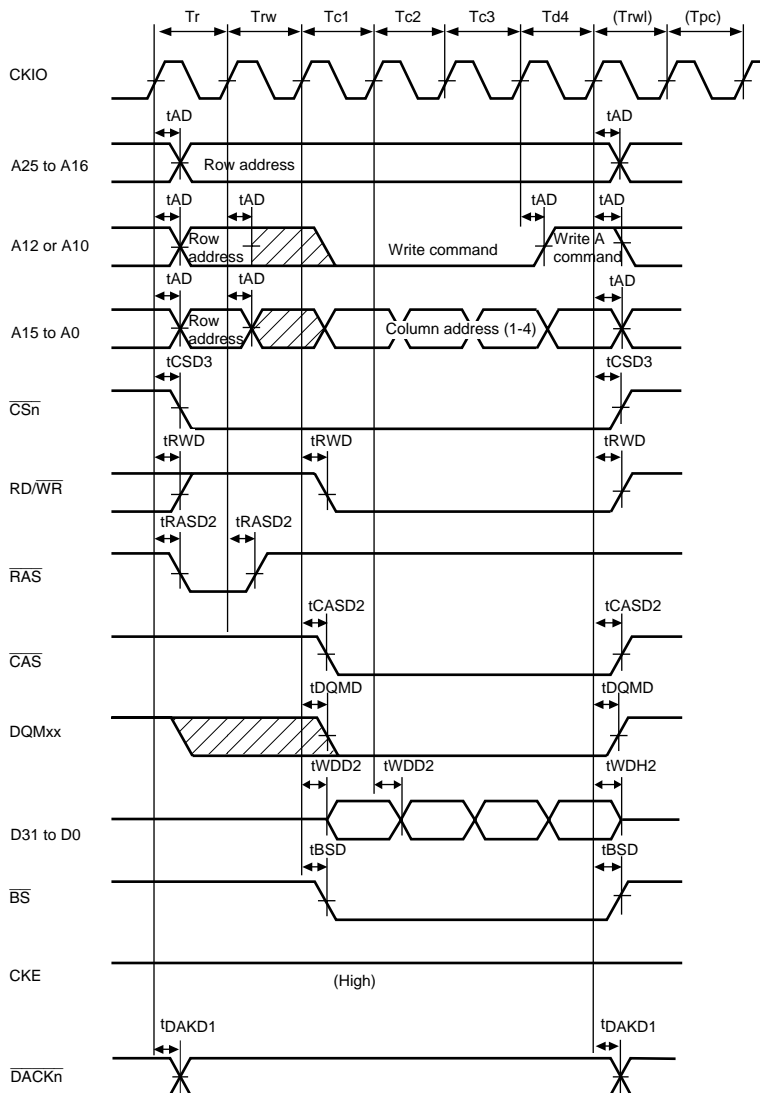 Tr Trw Tc1 Tc2 Tc3 Td4 (Trwl) (Tpc)
CKIO
tAD tAD
A25 to A16 Row address
tAD tAD tAD tAD
A12 or A10 Row address Write command Write A command
tAD tAD tAD
A15 to A0 Row address Column address (1-4)
tCSD3 tCSD3
CSn
tRWD tRWD tRWD
RD/WR
tRASD2 tRASD2
RAS
tCASD2 tCASD2
CAS
tDQMD tDQMD
DQMxx
tWDD2 tWDD2 tWDH2
D31 to D0
tBSD tBSD
BS
CKE (High)
tDAKD1 tDAKD1
DACKn